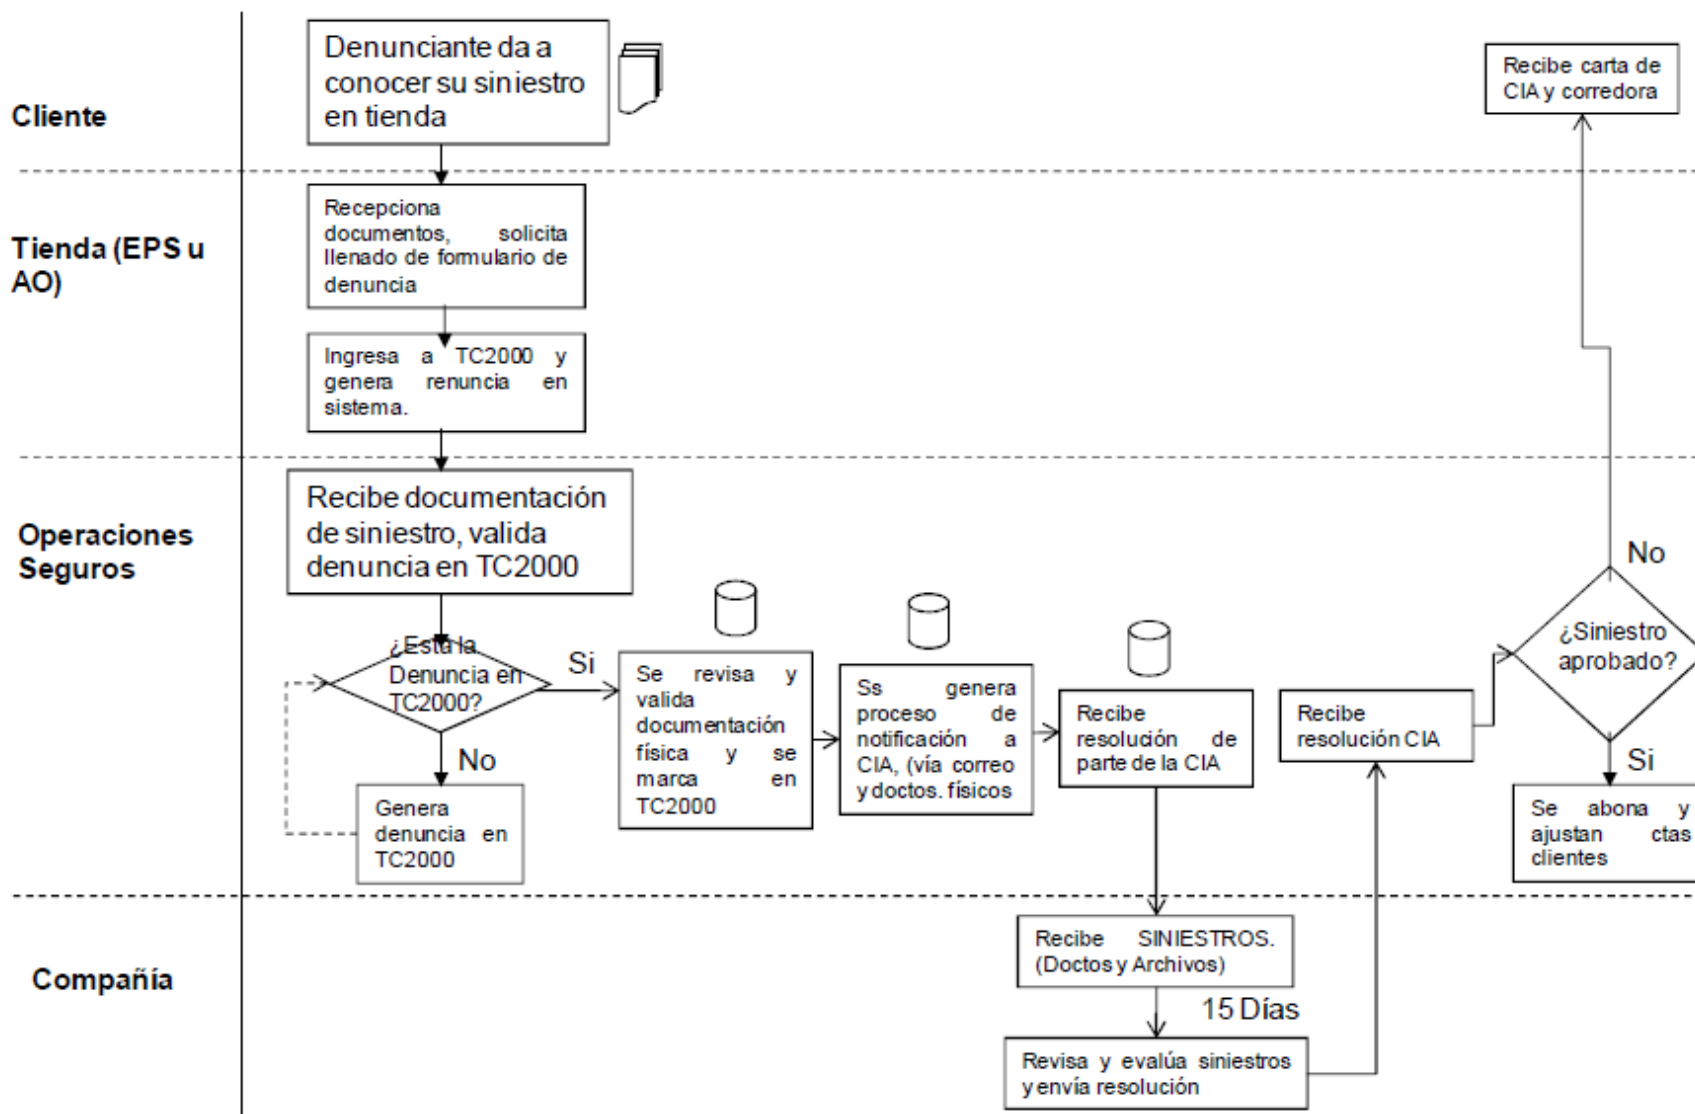 Denunciante da a
conocer su siniestro
en tienda
Recibe carta de
CIA y corredora
Cliente
Recepciona
documentos, solicita
llenado de formulario de
denuncia
Tienda (EPS u
AO)
Ingresa a TC2000 y
genera renuncia en
sistema.
Recibe documentación
de siniestro, valida
denuncia en TC2000
Operaciones
Seguros
¿Está la
Denuncia en
TC2000?
Si
No
Genera
denuncia en
TC2000
Se revisa y
valida
documentación
física y se
marca en
TC2000
Ss genera
proceso de
notificación a
CIA, (vía correo
y doctos. físicos
Recibe
resolución de
parte de la CIA
Recibe
resolución CIA
No
¿Siniestro
aprobado?
Si
Se abona y
ajustan ctas
clientes
Compañía
Recibe SINIESTROS.
(Doctos y Archivos)
15 Días
Revisa y evalúa siniestros
y envía resolución